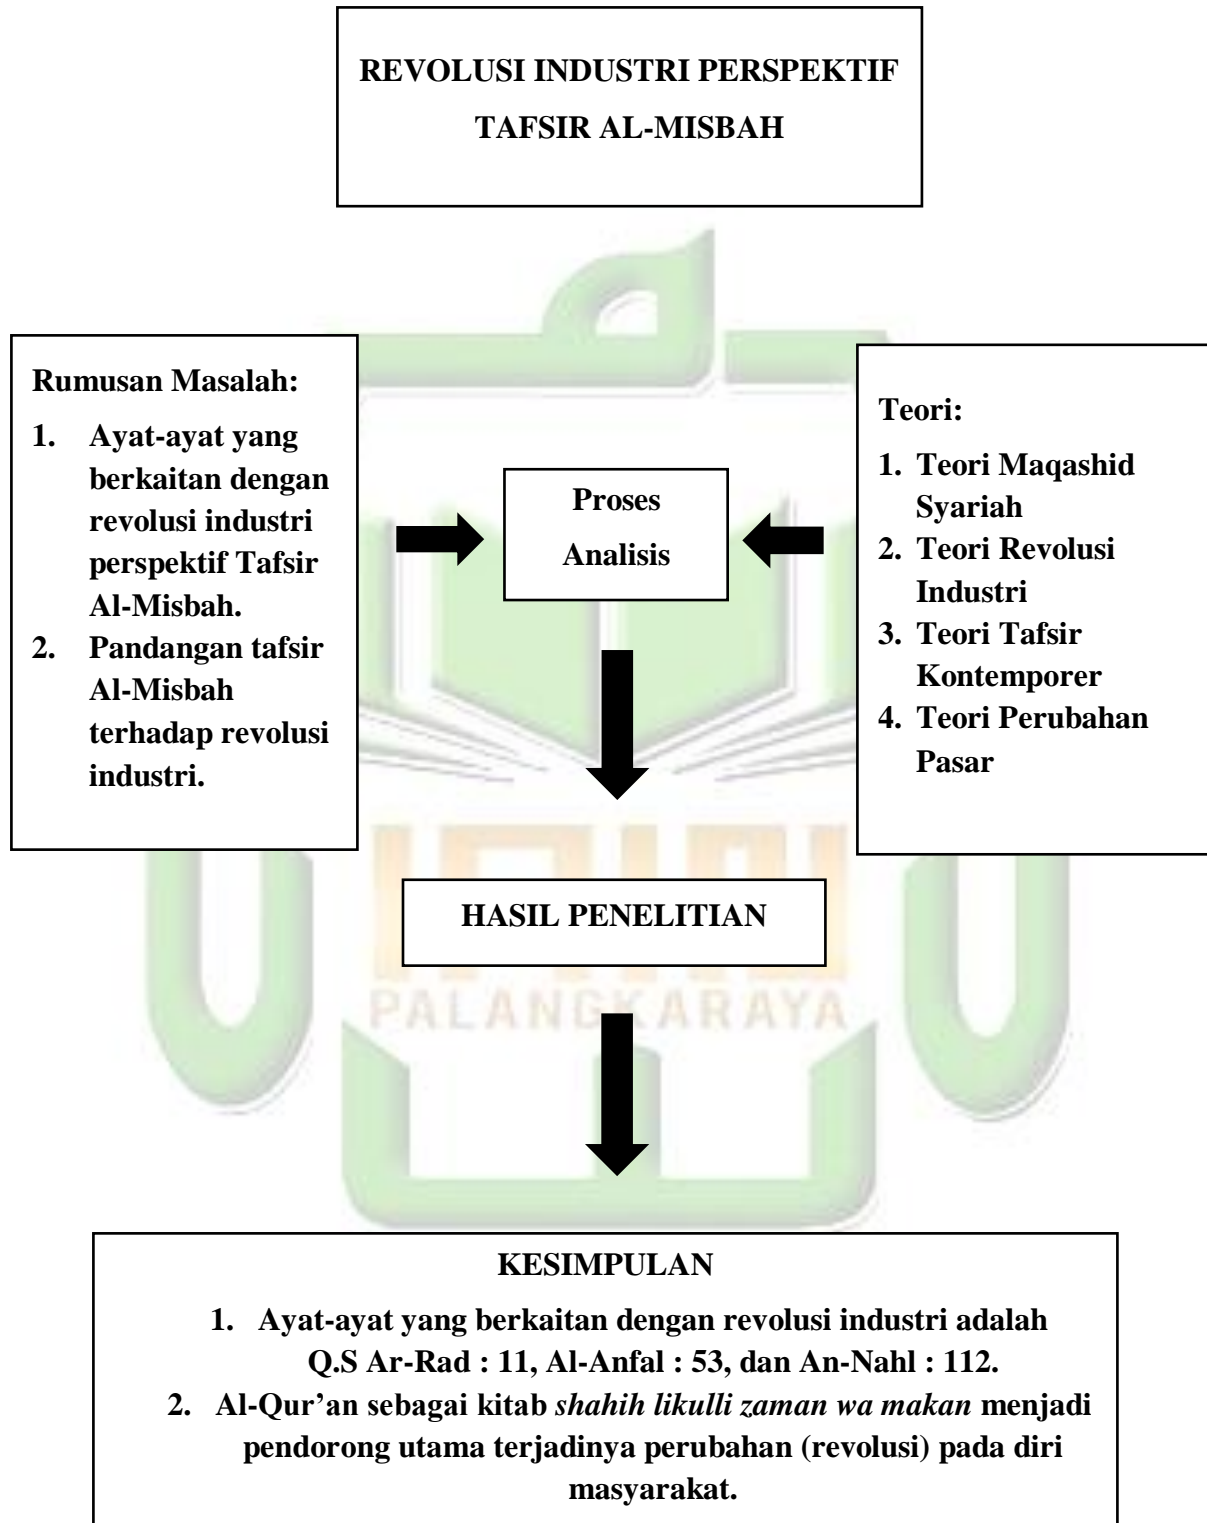 REVOLUSI INDUSTRI PERSPEKTIF
TAFSIR AL-MISBAH
Rumusan Masalah:
1. Ayat-ayat yang
berkaitan dengan
revolusi industri
perspektif Tafsir
Al-Misbah.
2. Pandangan tafsir
Al-Misbah
terhadap revolusi
industri.
Proses
Analisis
Teori:
1. Teori Maqashid
Syariah
2. Teori Revolusi
Industri
3. Teori Tafsir
Kontemporer
4. Teori Perubahan
Pasar
HASIL PENELITIAN
PALANGKARAYA
KESIMPULAN
1. Ayat-ayat yang berkaitan dengan revolusi industri adalah
Q.S Ar-Rad : 11, Al-Anfal : 53, dan An-Nahl : 112.
2. Al-Qur’an sebagai kitab shahih likulli zaman wa makan menjadi
pendorong utama terjadinya perubahan (revolusi) pada diri
masyarakat.